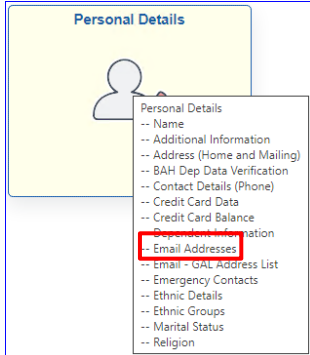 Personal Details
Personal Details
-- Name
-- Additional Information
-- Address (Home and Mailing)
-- BAH Dep Data Verification
-- Contact Details (Phone)
-- Credit Card Data
-- Credit Card Balance
-- Dependent Information
-- Email Addresses
-- Email - GAL Address List
-- Emergency Contacts
-- Ethnic Details
-- Ethnic Groups
-- Marital Status
-- Religion